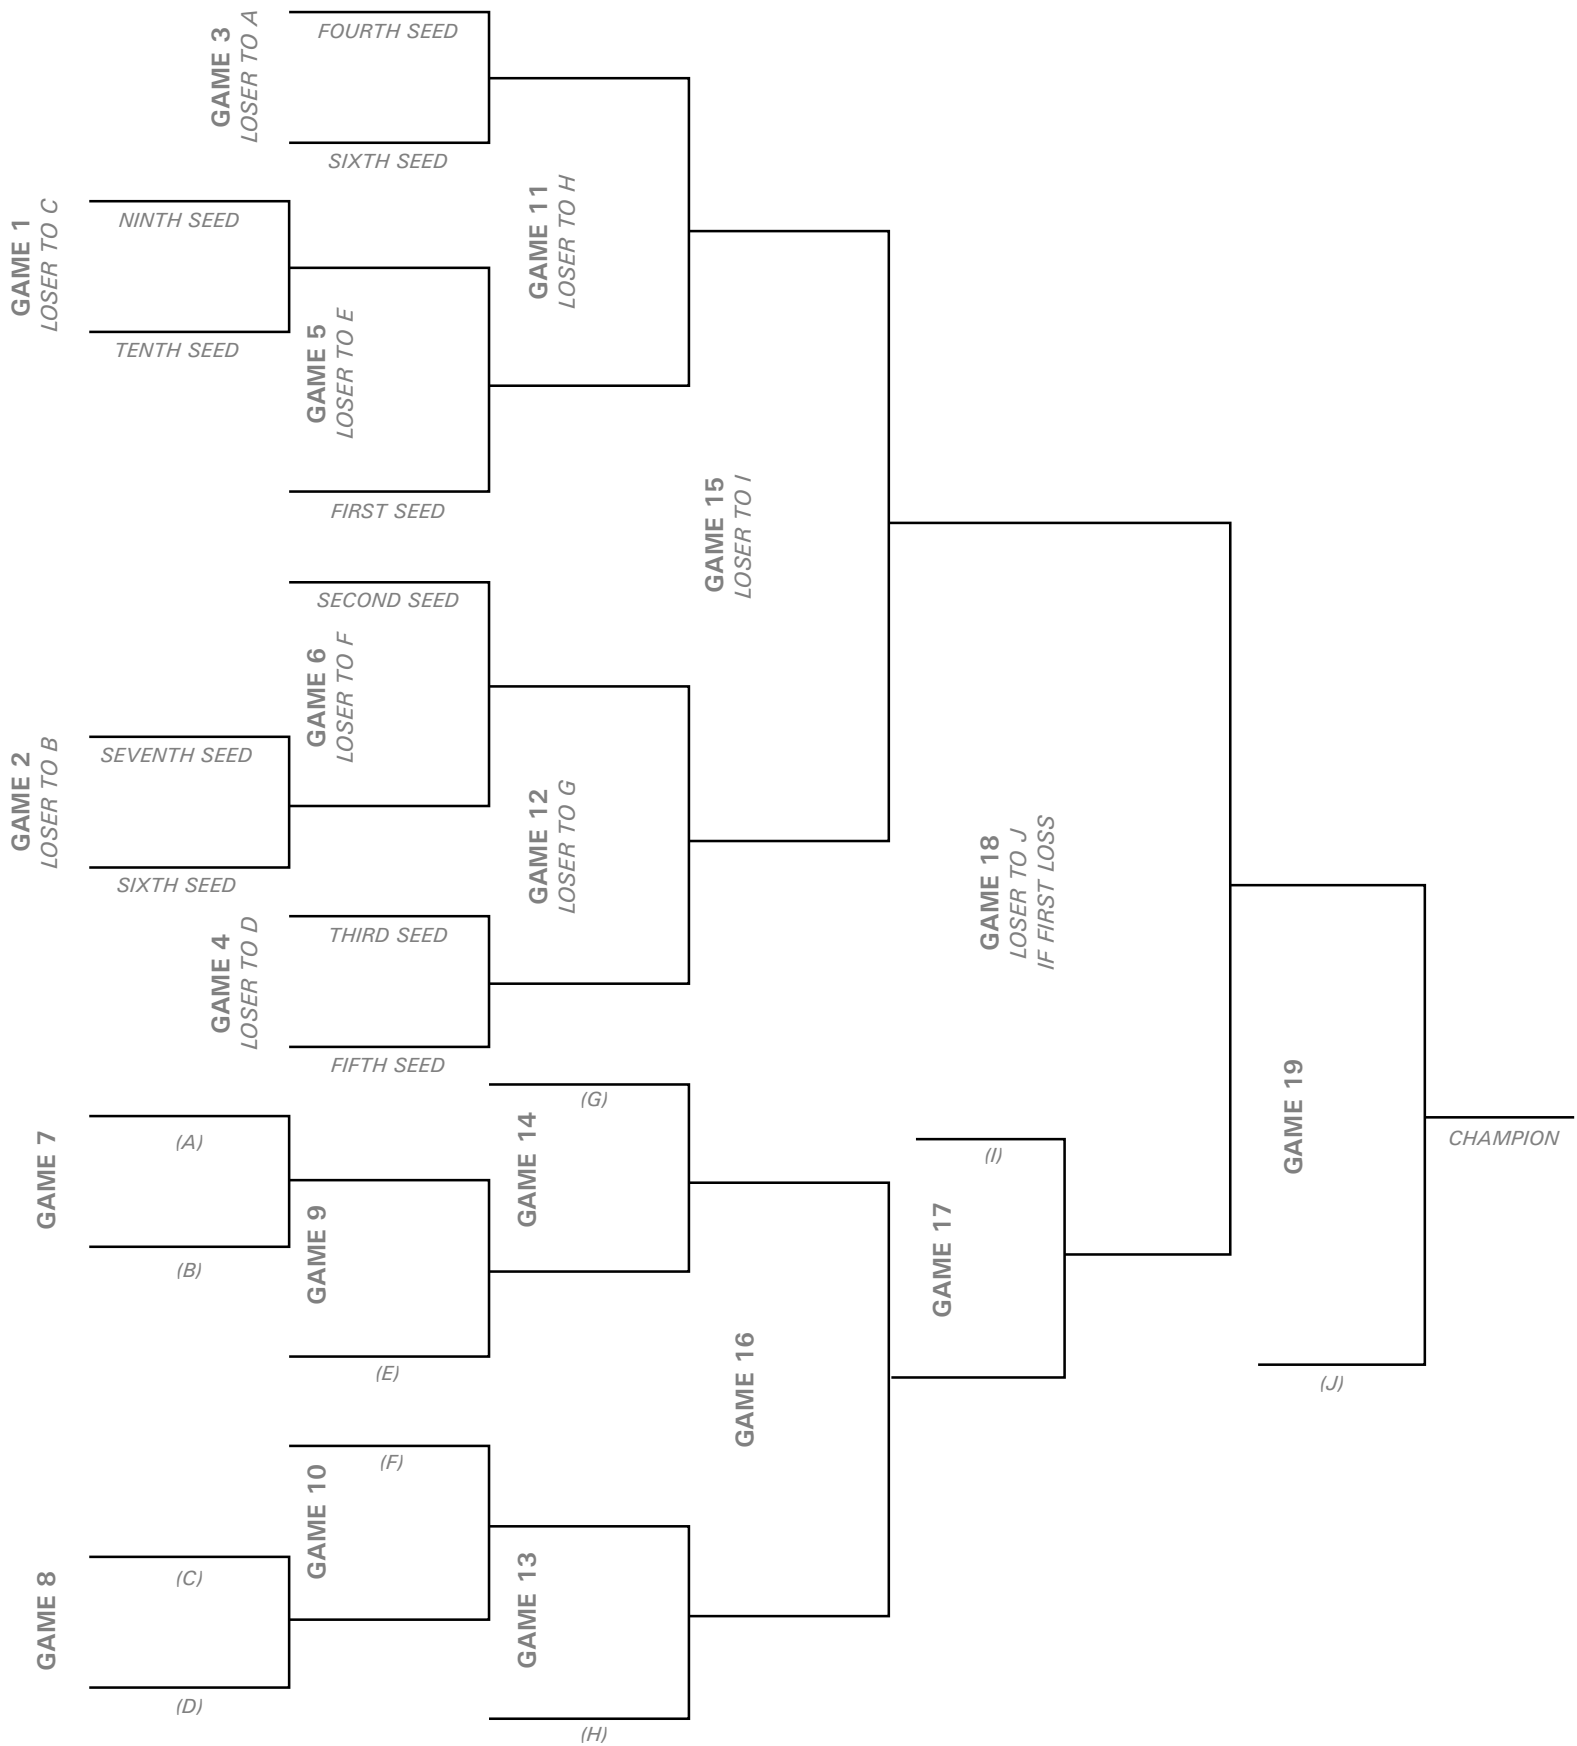 GAME 3
LOSER TO A
FOURTH SEED
SIXTH SEED
GAME 1
LOSER TO C
NINTH SEED
TENTH SEED
GAME 5
LOSER TO E
GAME 11
LOSER TO H
FIRST SEED
GAME 15
LOSER TO I
SECOND SEED
GAME 6
LOSER TO F
GAME 2
LOSER TO B
SEVENTH SEED
SIXTH SEED
GAME 12
LOSER TO G
GAME 18
LOSER TO J
IF FIRST LOSS
GAME 4
LOSER TO D
THIRD SEED
FIFTH SEED
GAME 7
(A)
(B)
GAME 9
(E)
GAME 14
(G)
GAME 17
(I)
GAME 19
CHAMPION
(J)
GAME 16
GAME 10
(F)
GAME 8
(C)
(D)
GAME 13
(H)